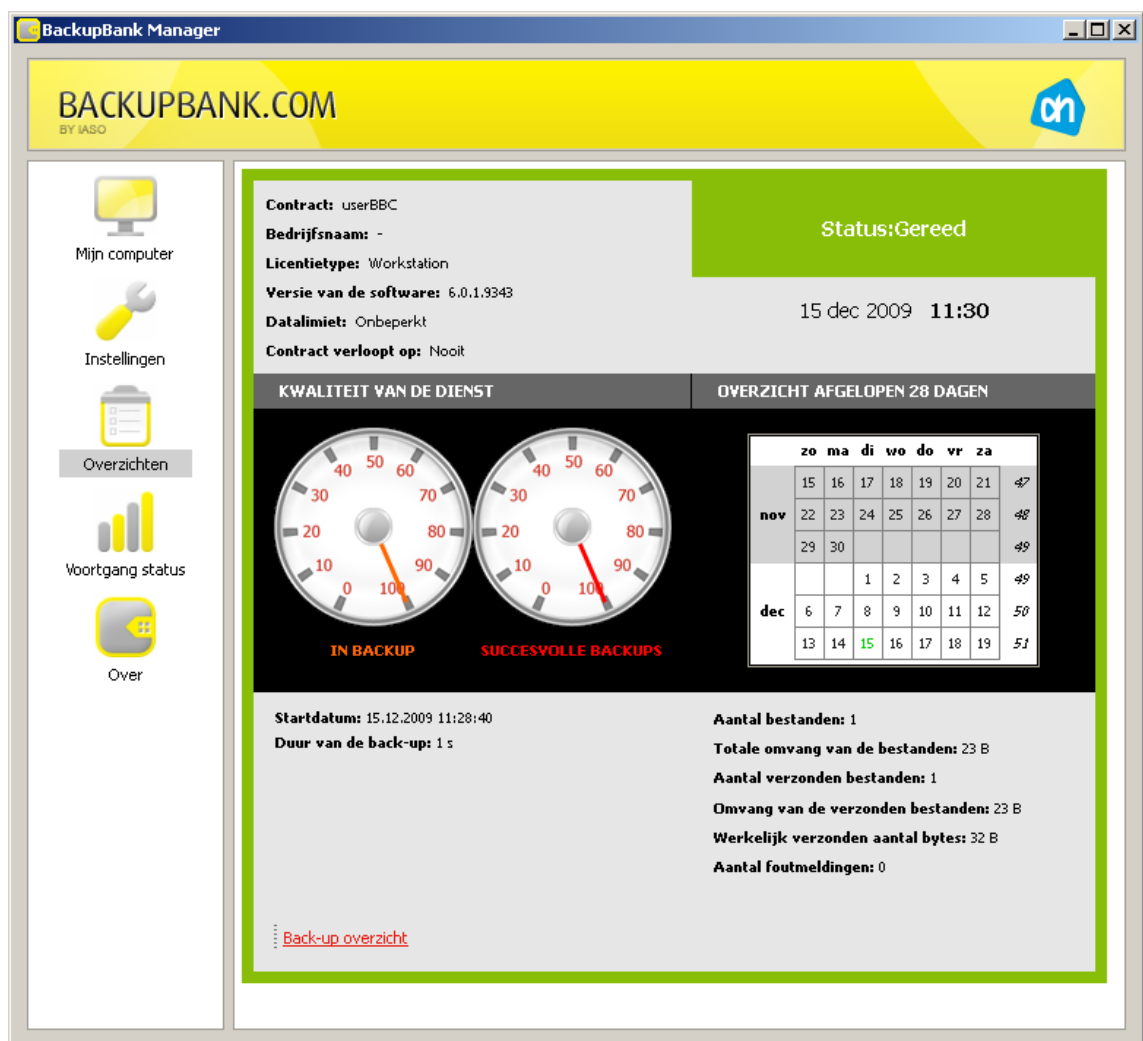 BackupBank Manager
BACKUPBANK.COM
BY IASO
ah
Mijn computer
Instellingen
Overzichten
Voortgang status
Over
Contract: userBBC
Bedrijfsnaam: -
Licentietype: Workstation
Versie van de software: 6.0.1.9343
Datalimiet: Onbeperkt
Contract verloopt op: Nooit
Status:Gereed
15 dec 2009 11:30
KWALITEIT VAN DE DIENST
0 10 20 30 40 50 60 70 80 90 100
IN BACKUP
0 10 20 30 40 50 60 70 80 90 100
SUCCESVOLLE BACKUPS
OVERZICHT AFGELOPEN 28 DAGEN
zo ma di wo do vr za
15 16 17 18 19 20 21 47
nov 22 23 24 25 26 27 28 48
29 30 49
1 2 3 4 5 49
dec 6 7 8 9 10 11 12 50
13 14 15 16 17 18 19 51
Startdatum: 15.12.2009 11:28:40
Duur van de back-up: 1 s
Aantal bestanden: 1
Totale omvang van de bestanden: 23 B
Aantal verzonden bestanden: 1
Omvang van de verzonden bestanden: 23 B
Werkelijk verzonden aantal bytes: 32 B
Aantal foutmeldingen: 0
Back-up overzicht